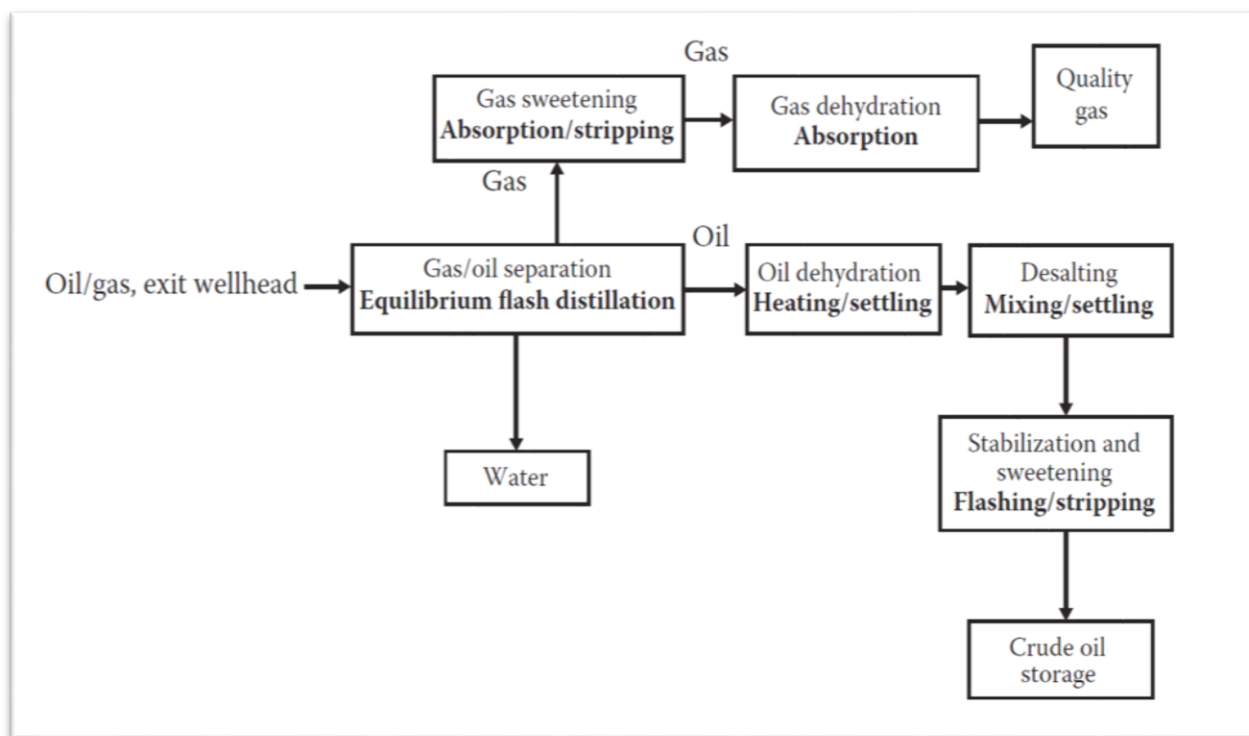 Gas
Gas sweetening
Absorption/stripping
Gas dehydration
Absorption
Quality
gas
Gas
Oil/gas, exit wellhead
Gas/oil separation
Equilibrium flash distillation
Oil
Oil dehydration
Heating/settling
Desalting
Mixing/settling
Water
Stabilization and
sweetening
Flashing/stripping
Crude oil
storage